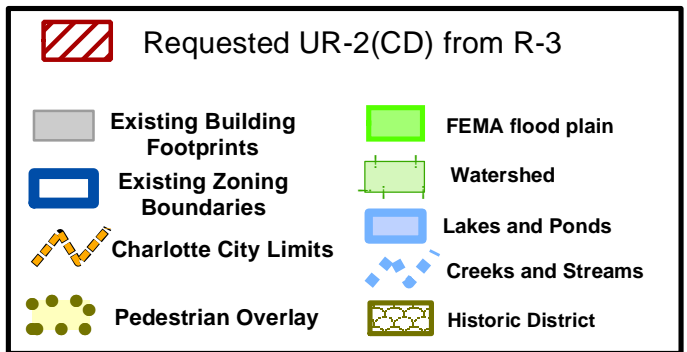 Requested UR-2(CD) from R-3
Existing Building
Footprints
Existing Zoning
Boundaries
Charlotte City Limits
Pedestrian Overlay
FEMA flood plain
Watershed
Lakes and Ponds
Creeks and Streams
Historic District